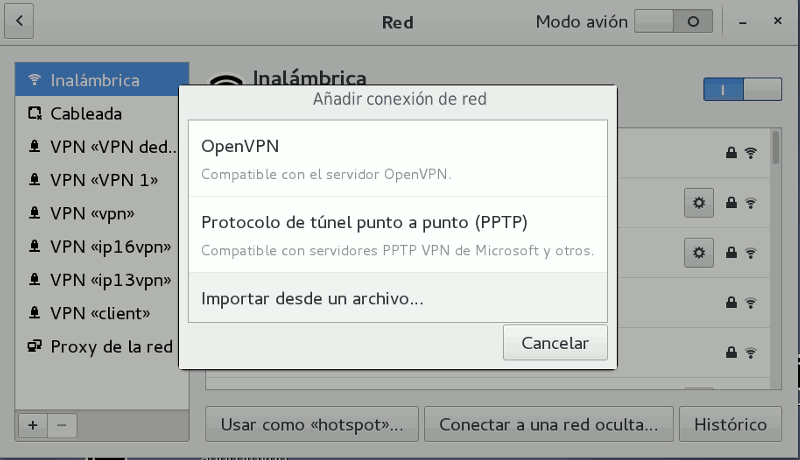 Red
Modo avión
Inalámbrica
Cableada
VPN «VPN ded...
VPN «VPN 1»
VPN «vpn»
VPN «ip16vpn»
VPN «ip13vpn»
VPN «client»
Proxy de la red
Inalámbrica
Añadir conexión de red
OpenVPN
Compatible con el servidor OpenVPN.
Protocolo de túnel punto a punto (PPTP)
Compatible con servidores PPTP VPN de Microsoft y otros.
Importar desde un archivo...
Cancelar
Usar como «hotspot»...
Conectar a una red oculta...
Histórico